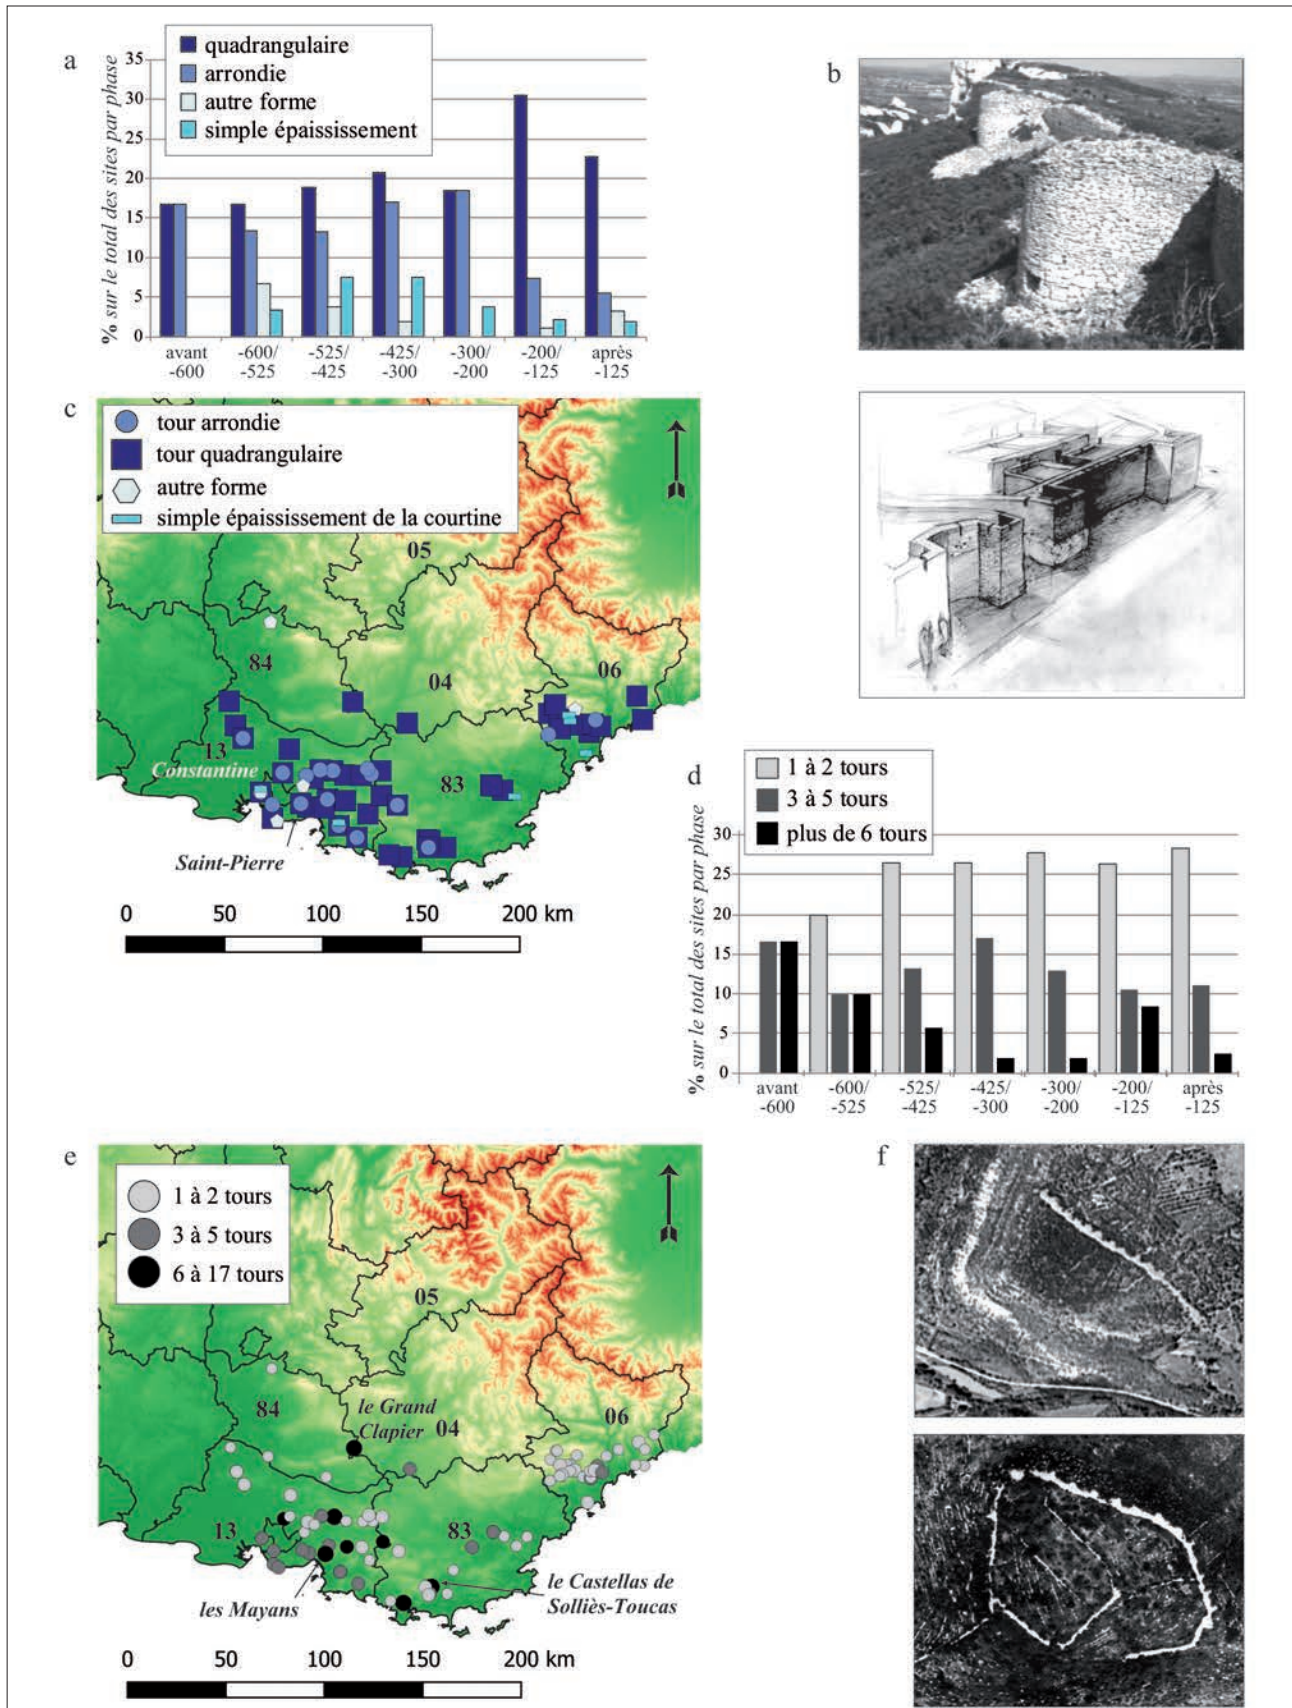 a
quadrangulaire
arrondie
autre forme
simple épaississement
% sur le total des sites par phase
35
30
25
20
15
10
5
0
avant -600/ -525/ -425/ -300/ -200/ après
-600 -525 -425 -300 -200 -125 -125
b
c
tour arrondie
tour quadrangulaire
autre forme
simple épaississement de la courtine
05
84
04
06
13
Constantine
83
Saint-Pierre
0 50 100 150 200 km
d
1 à 2 tours
3 à 5 tours
plus de 6 tours
% sur le total des sites par phase
30
25
20
15
10
5
0
avant -600/ -525/ -425/ -300/ -200/ après
-600 -525 -425 -300 -200 -125 -125
e
1 à 2 tours
3 à 5 tours
6 à 17 tours
05
84
le Grand
Clapier
04
06
13
83
les Mayans
le Castellas de
Solliès-Toucas
0 50 100 150 200 km
f